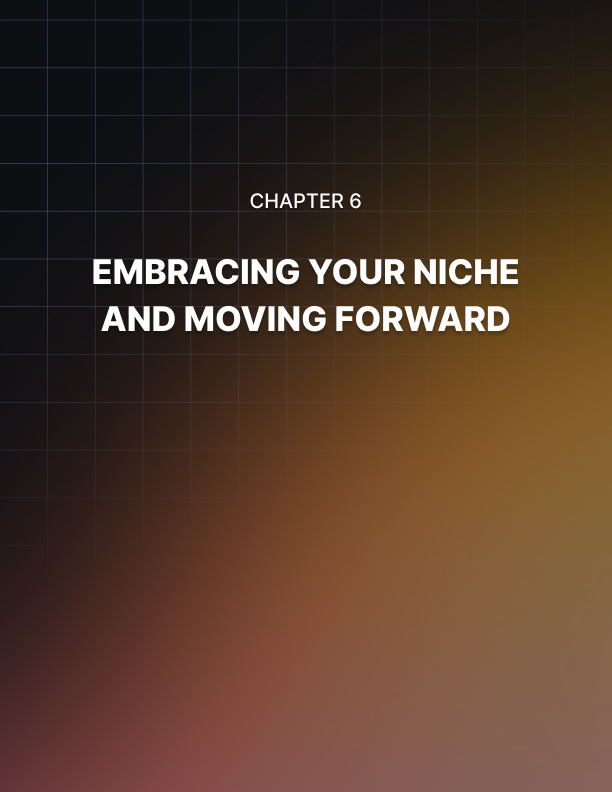 CHAPTER 6
EMBRACING YOUR NICHE
AND MOVING FORWARD